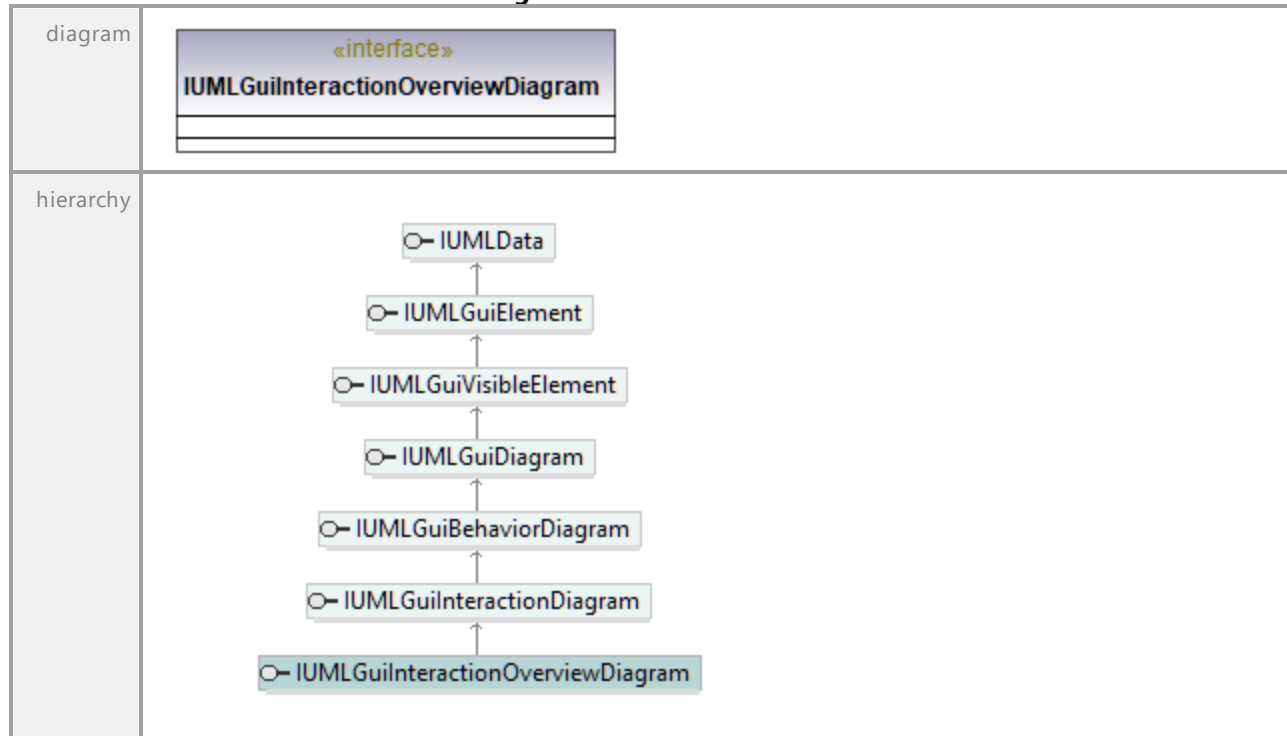 diagram
«interface»
IUMLGuiInteractionOverviewDiagram
hierarchy
IUMLData
IUMLGuiElement
IUMLGuiVisibleElement
IUMLGuiDiagram
IUMLGuiBehaviorDiagram
IUMLGuiInteractionDiagram
IUMLGuiInteractionOverviewDiagram